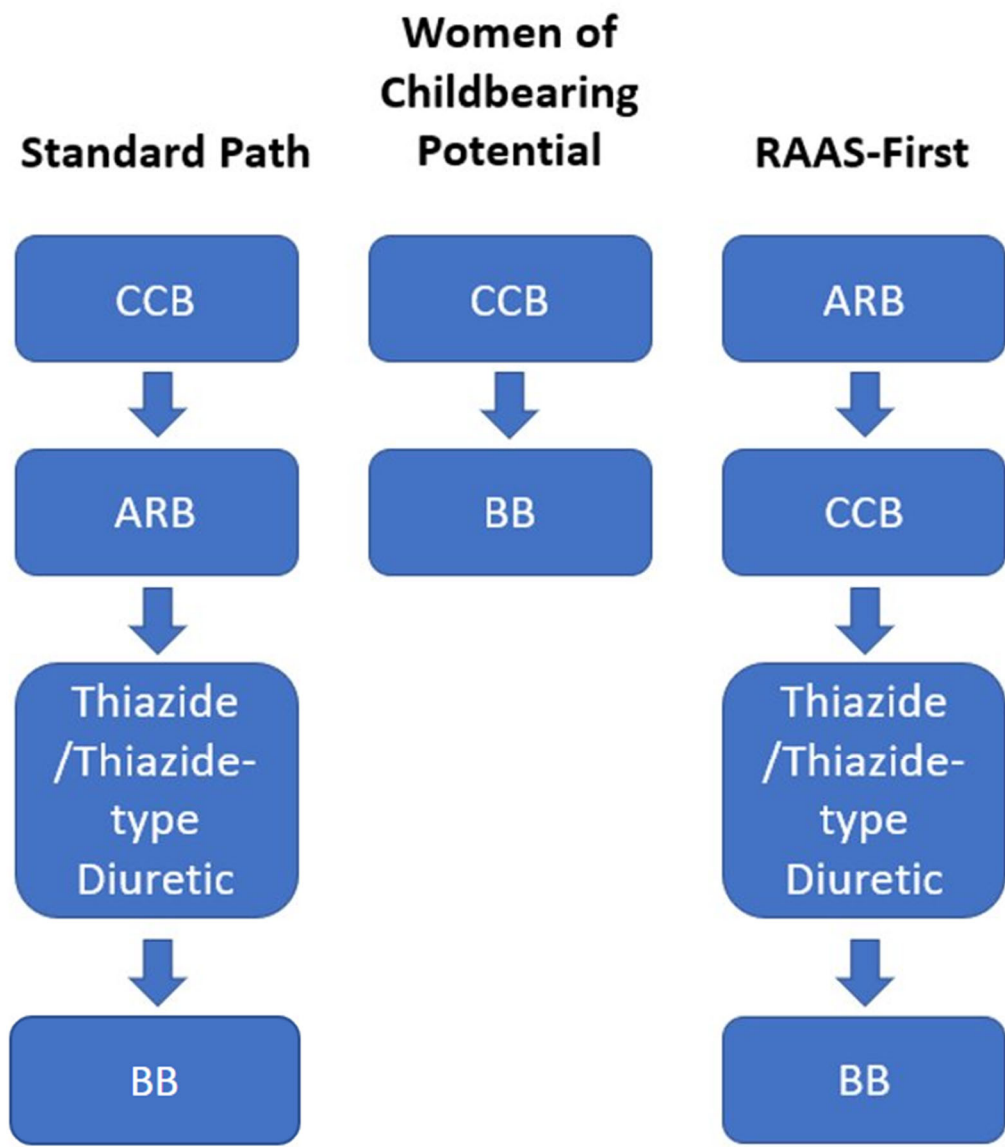 Standard Path
CCB
ARB
Thiazide
/Thiazide-
type
Diuretic
BB
Women of
Childbearing
Potential
CCB
BB
RAAS-First
ARB
CCB
Thiazide
/Thiazide-
type
Diuretic
BB